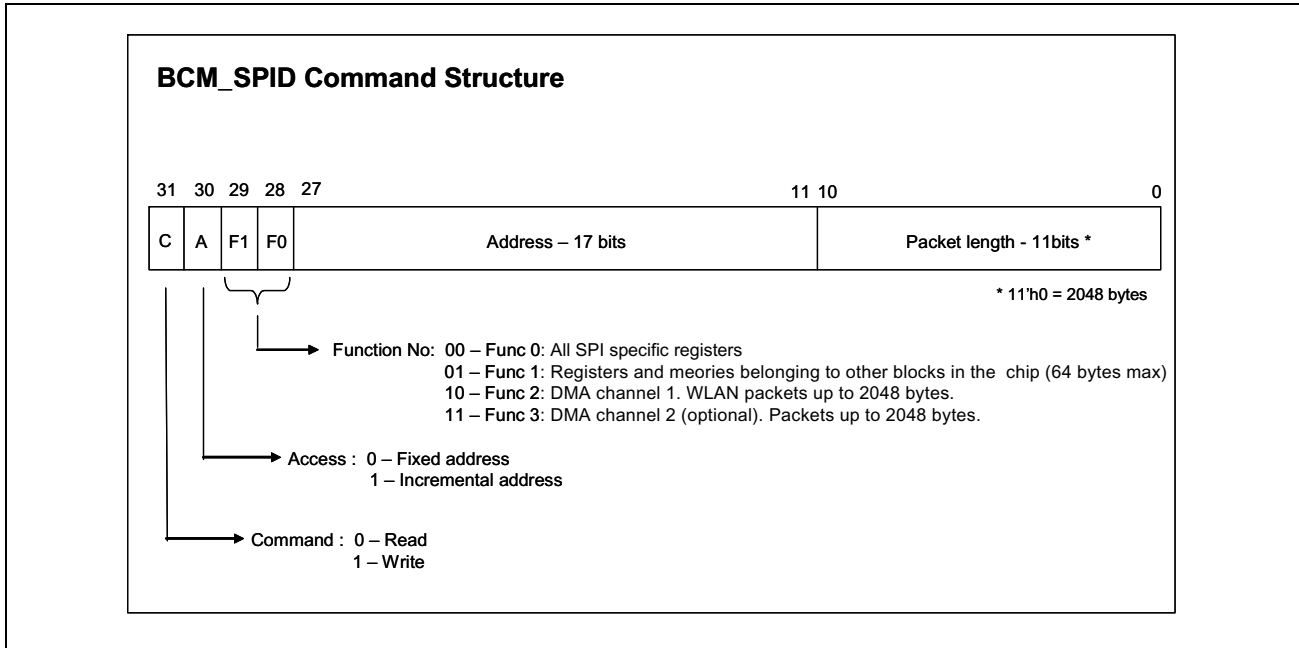 BCM_SPID Command Structure
31 30 29 28 27 11 10 0
C A F1 F0 Address – 17 bits Packet length - 11bits *
* 11'h0 = 2048 bytes
Function No: 00 – Func 0: All SPI specific registers
01 – Func 1: Registers and meories belonging to other blocks in the chip (64 bytes max)
10 – Func 2: DMA channel 1. WLAN packets up to 2048 bytes.
11 – Func 3: DMA channel 2 (optional). Packets up to 2048 bytes.
Access : 0 – Fixed address
1 – Incremental address
Command : 0 – Read
1 – Write